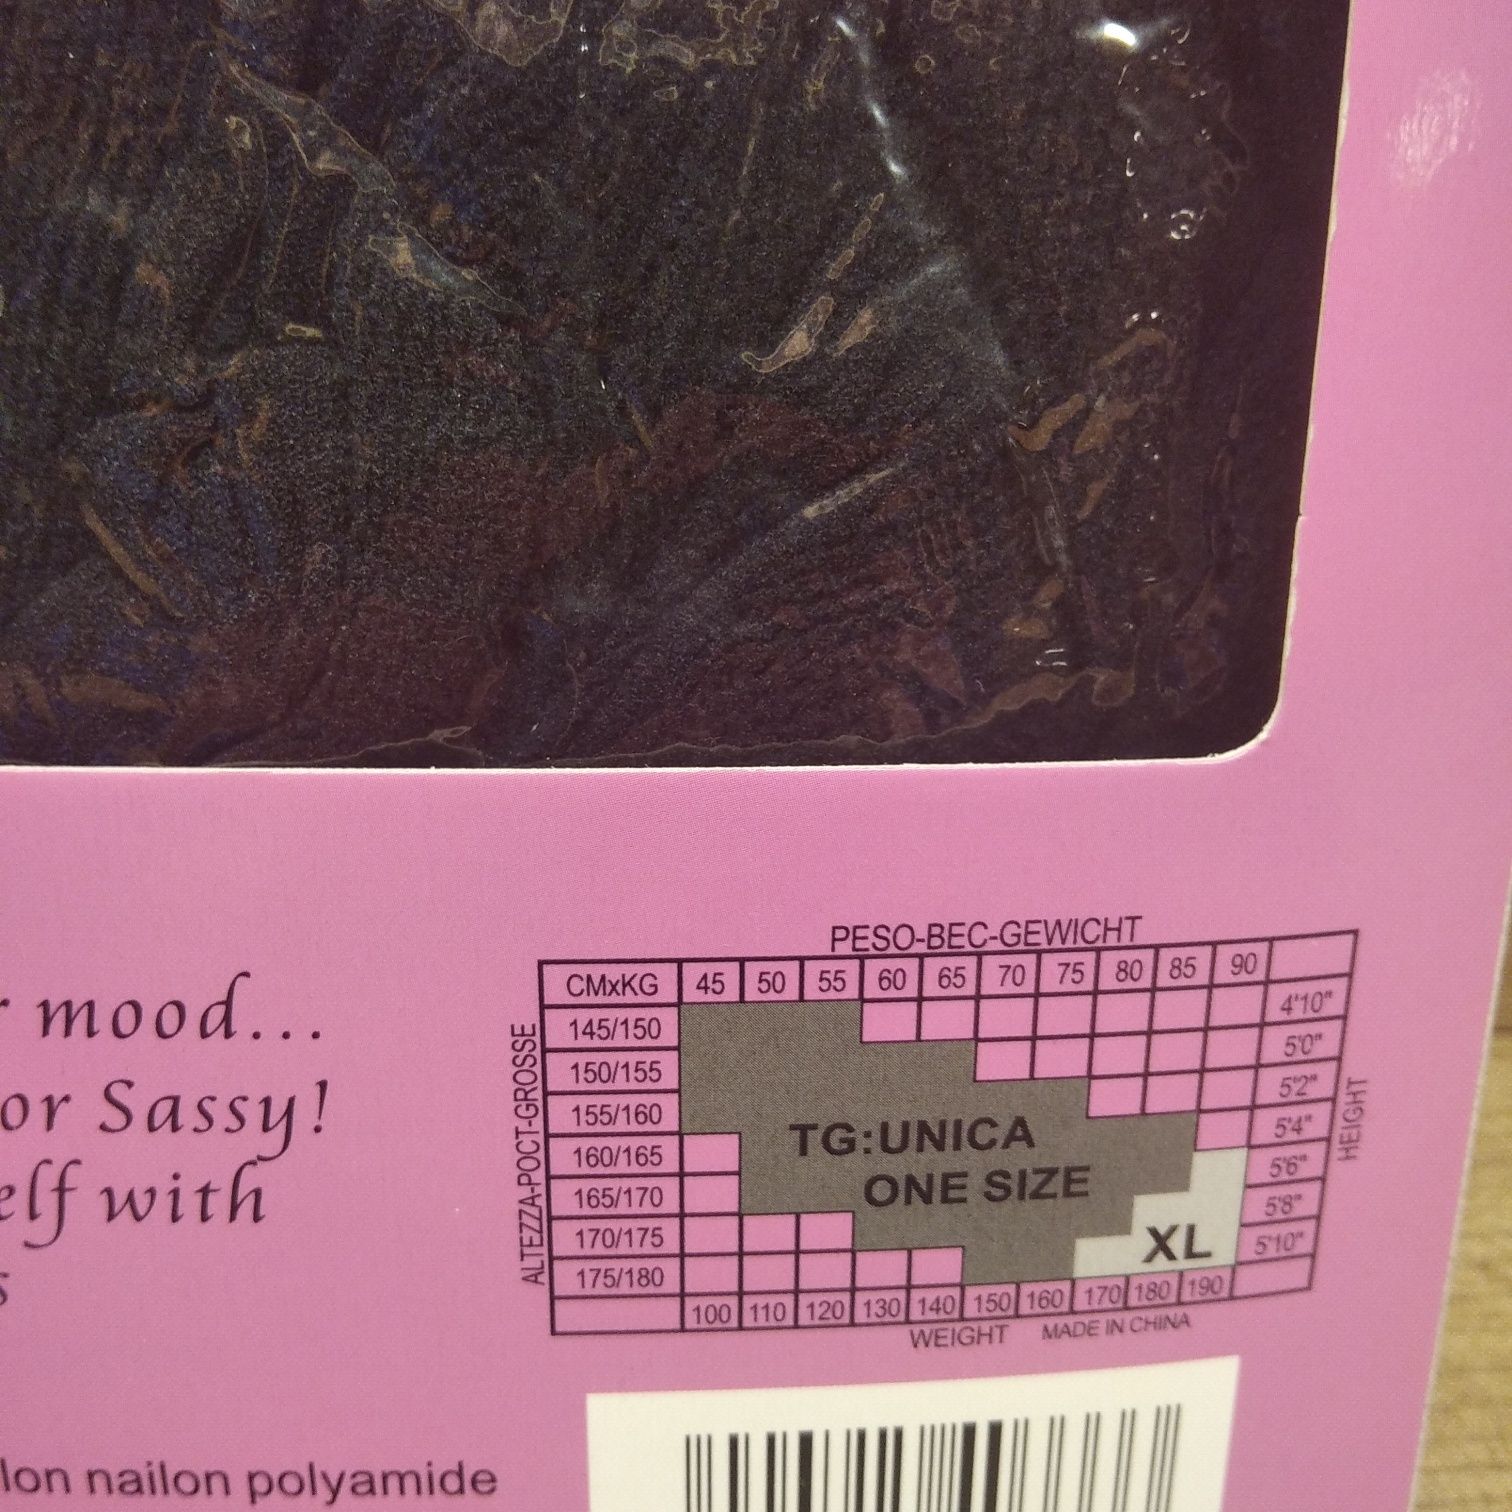 r mood...
or Sassy!
elf with
s
PESO-BEC-GEWICHT
CMxKG 45 50 55 60 65 70 75 80 85 90
145/150 4'10"
150/155 5'0"
155/160 5'2"
160/165 5'4"
165/170 5'6"
170/175 5'8"
175/180 5'10"
ALTEZZA-POCT-GROSSE
HEIGHT
TG:UNICA
ONE SIZE
XL
100 110 120 130 140 150 160 170 180 190
WEIGHT MADE IN CHINA
lon nailon polyamide